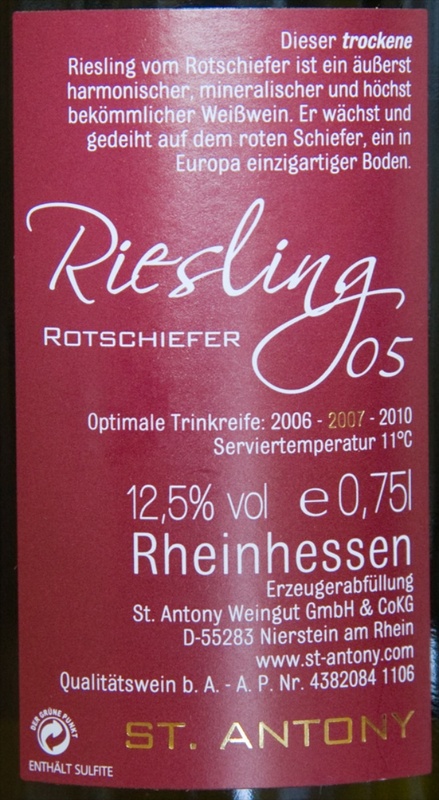 Dieser trockene
Riesling vom Rotschiefer ist ein äußerst
harmonischer, mineralischer und höchst
bekömmlicher Weißwein. Er wächst und
gedeiht auf dem roten Schiefer, ein in
Europa einzigartiger Boden.
Riesling
ROTSCHIEFER 05
Optimale Trinkreife: 2006 - 2007 - 2010
Serviertemperatur 11°C
12,5% vol e 0,75l
Rheinhessen
Erzeugerabfüllung
St. Antony Weingut GmbH & CoKG
D-55283 Nierstein am Rhein
www.st-antony.com
Qualitätswein b. A. - A. P. Nr. 4382084 1106
DER GRÜNE PUNKT
ST. ANTONY
ENTHÄLT SULFITE